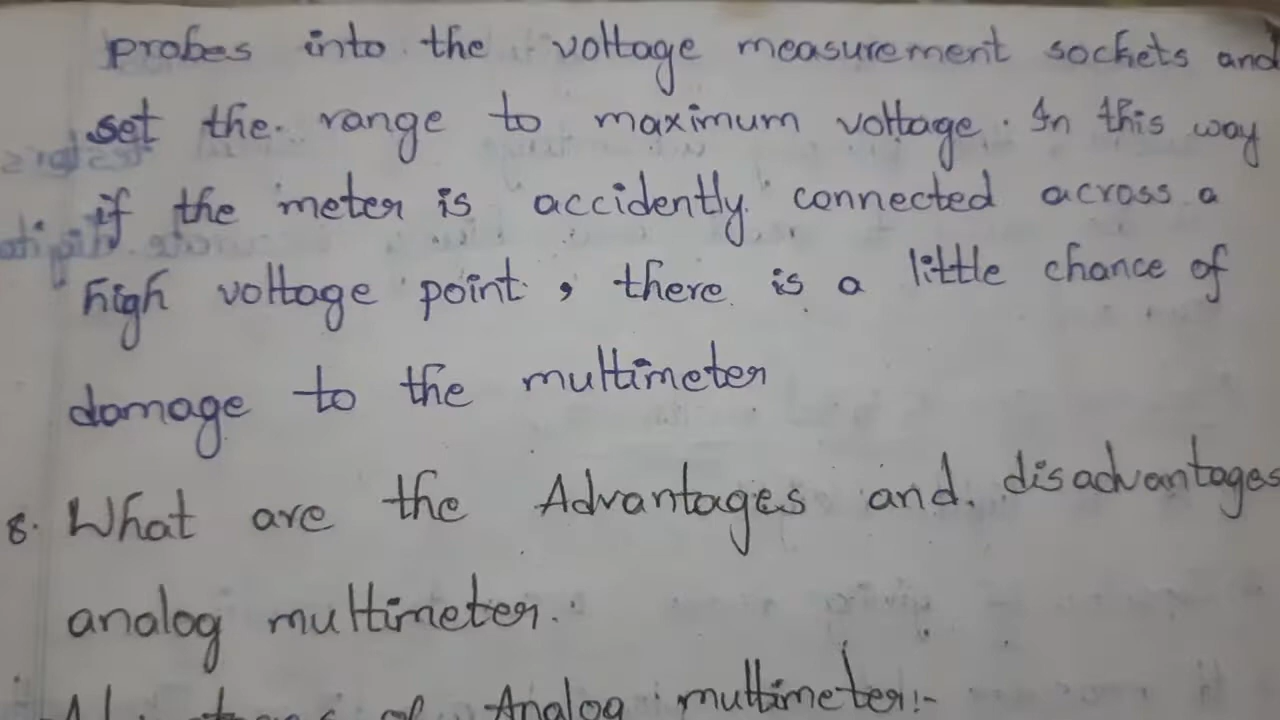 probes into the voltage measurement sockets and
set the range to maximum voltage. In this way
if the meter is accidently connected across a
high voltage point, there is a little chance of
damage to the multimeter
8. What are the Advantages and. disadvantages
analog multimeter.
of Analog multimeter:-